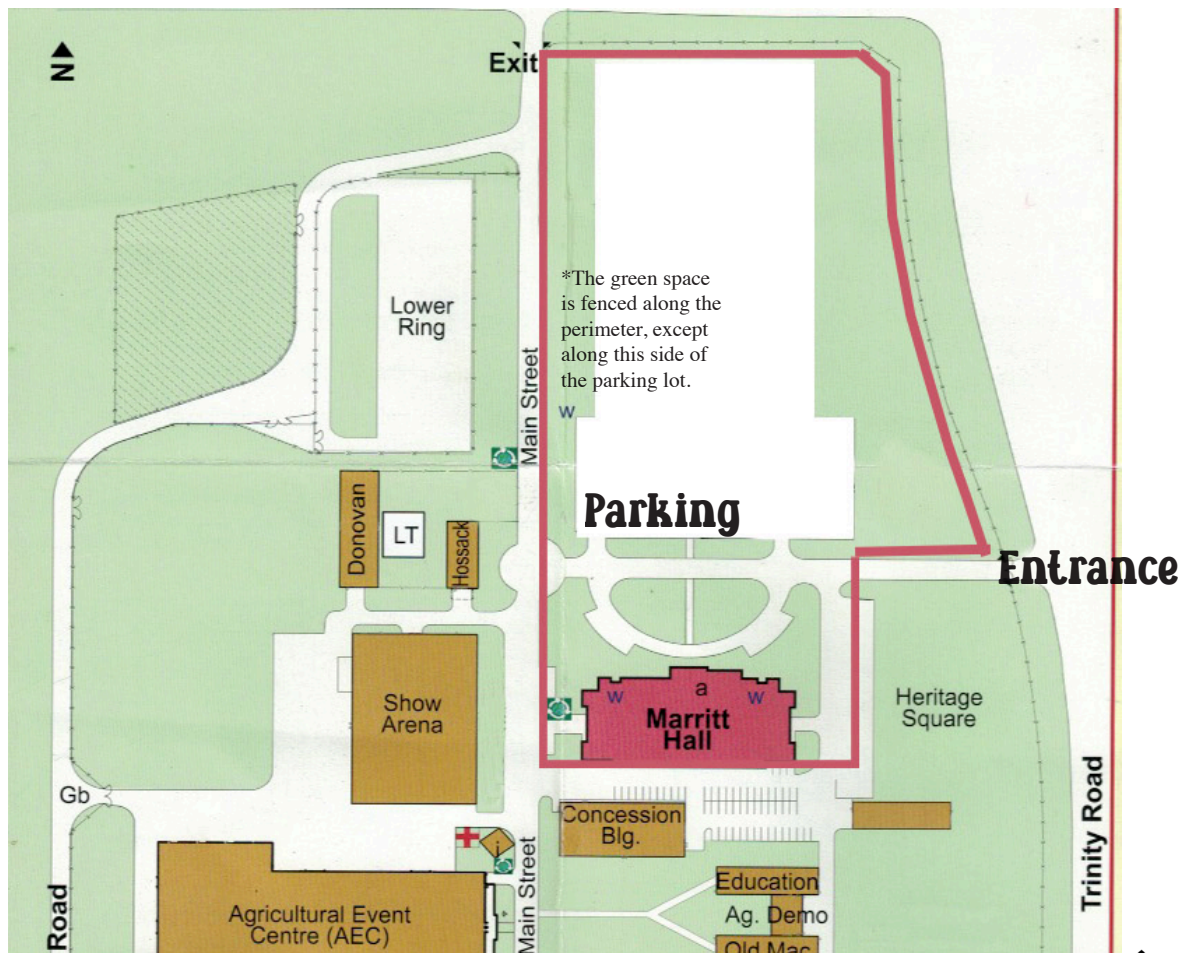 N
Exit
*The green space
is fenced along the
perimeter, except
along this side of
the parking lot.
Lower
Ring
Main Street
W
Parking
Donovan
LT
Hossack
Entrance
Show
Arena
a
W
W
Marritt
Hall
Heritage
Square
Gb
Concession
Blg.
i
Trinity Road
Road
Main Street
Education
Ag. Demo
Old Mac
Agricultural Event
Centre (AEC)